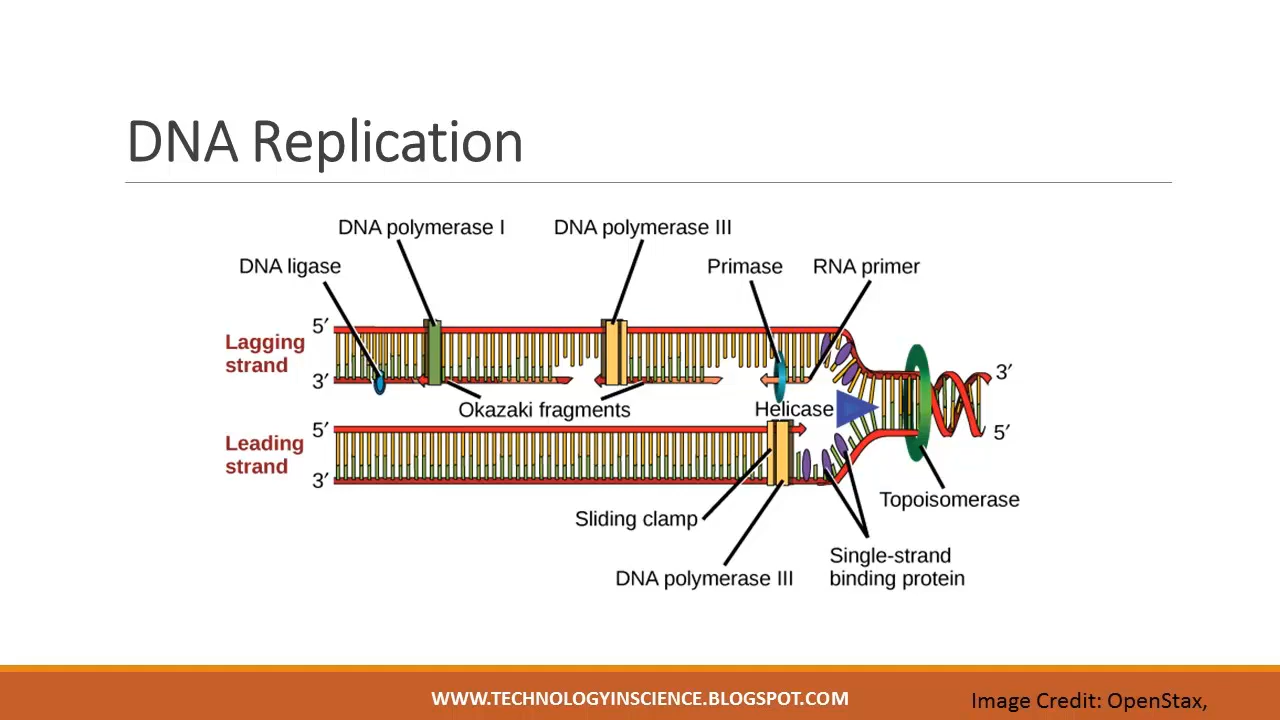 DNA Replication
DNA polymerase I
DNA polymerase III
DNA ligase
Primase
RNA primer
5′
Lagging
strand
3′
3′
Okazaki fragments
Helicase
5′
5′
Leading
strand
3′
Topoisomerase
Sliding clamp
Single-strand
binding protein
DNA polymerase III
WWW.TECHNOLOGYINSCIENCE.BLOGSPOT.COM
Image Credit: OpenStax,